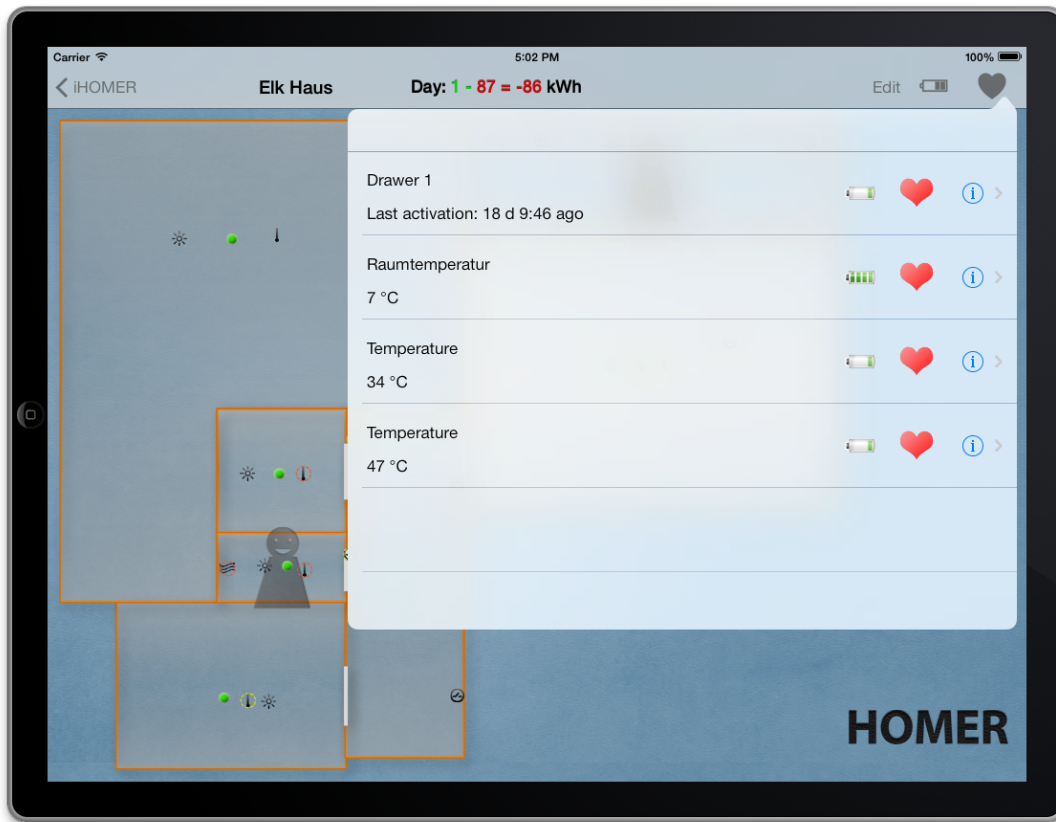 Carrier 5:02 PM 100%
iHOMER Elk Haus Day: 1 - 87 = -86 kWh Edit
Drawer 1
Last activation: 18 d 9:46 ago
Raumtemperatur
7 °C
Temperature
34 °C
Temperature
47 °C
HOMER